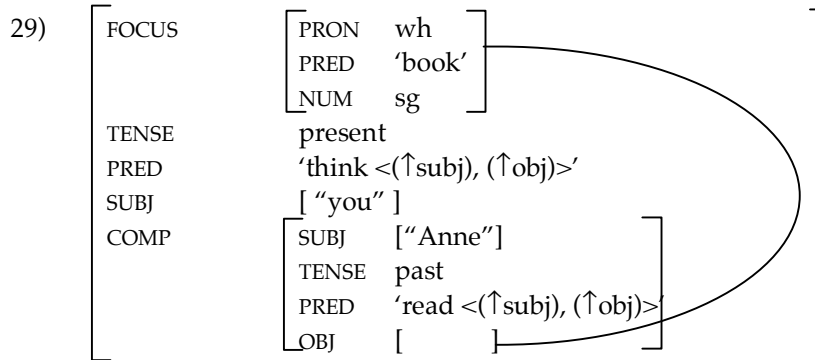 29) FOCUS PRON wh
PRED ‘book’
NUM sg
TENSE present
PRED ‘think <(↑subj), (↑obj)>’
SUBJ [ “you” ]
COMP SUBJ [“Anne”]
TENSE past
PRED ‘read <(↑subj), (↑obj)>’
OBJ [ ]